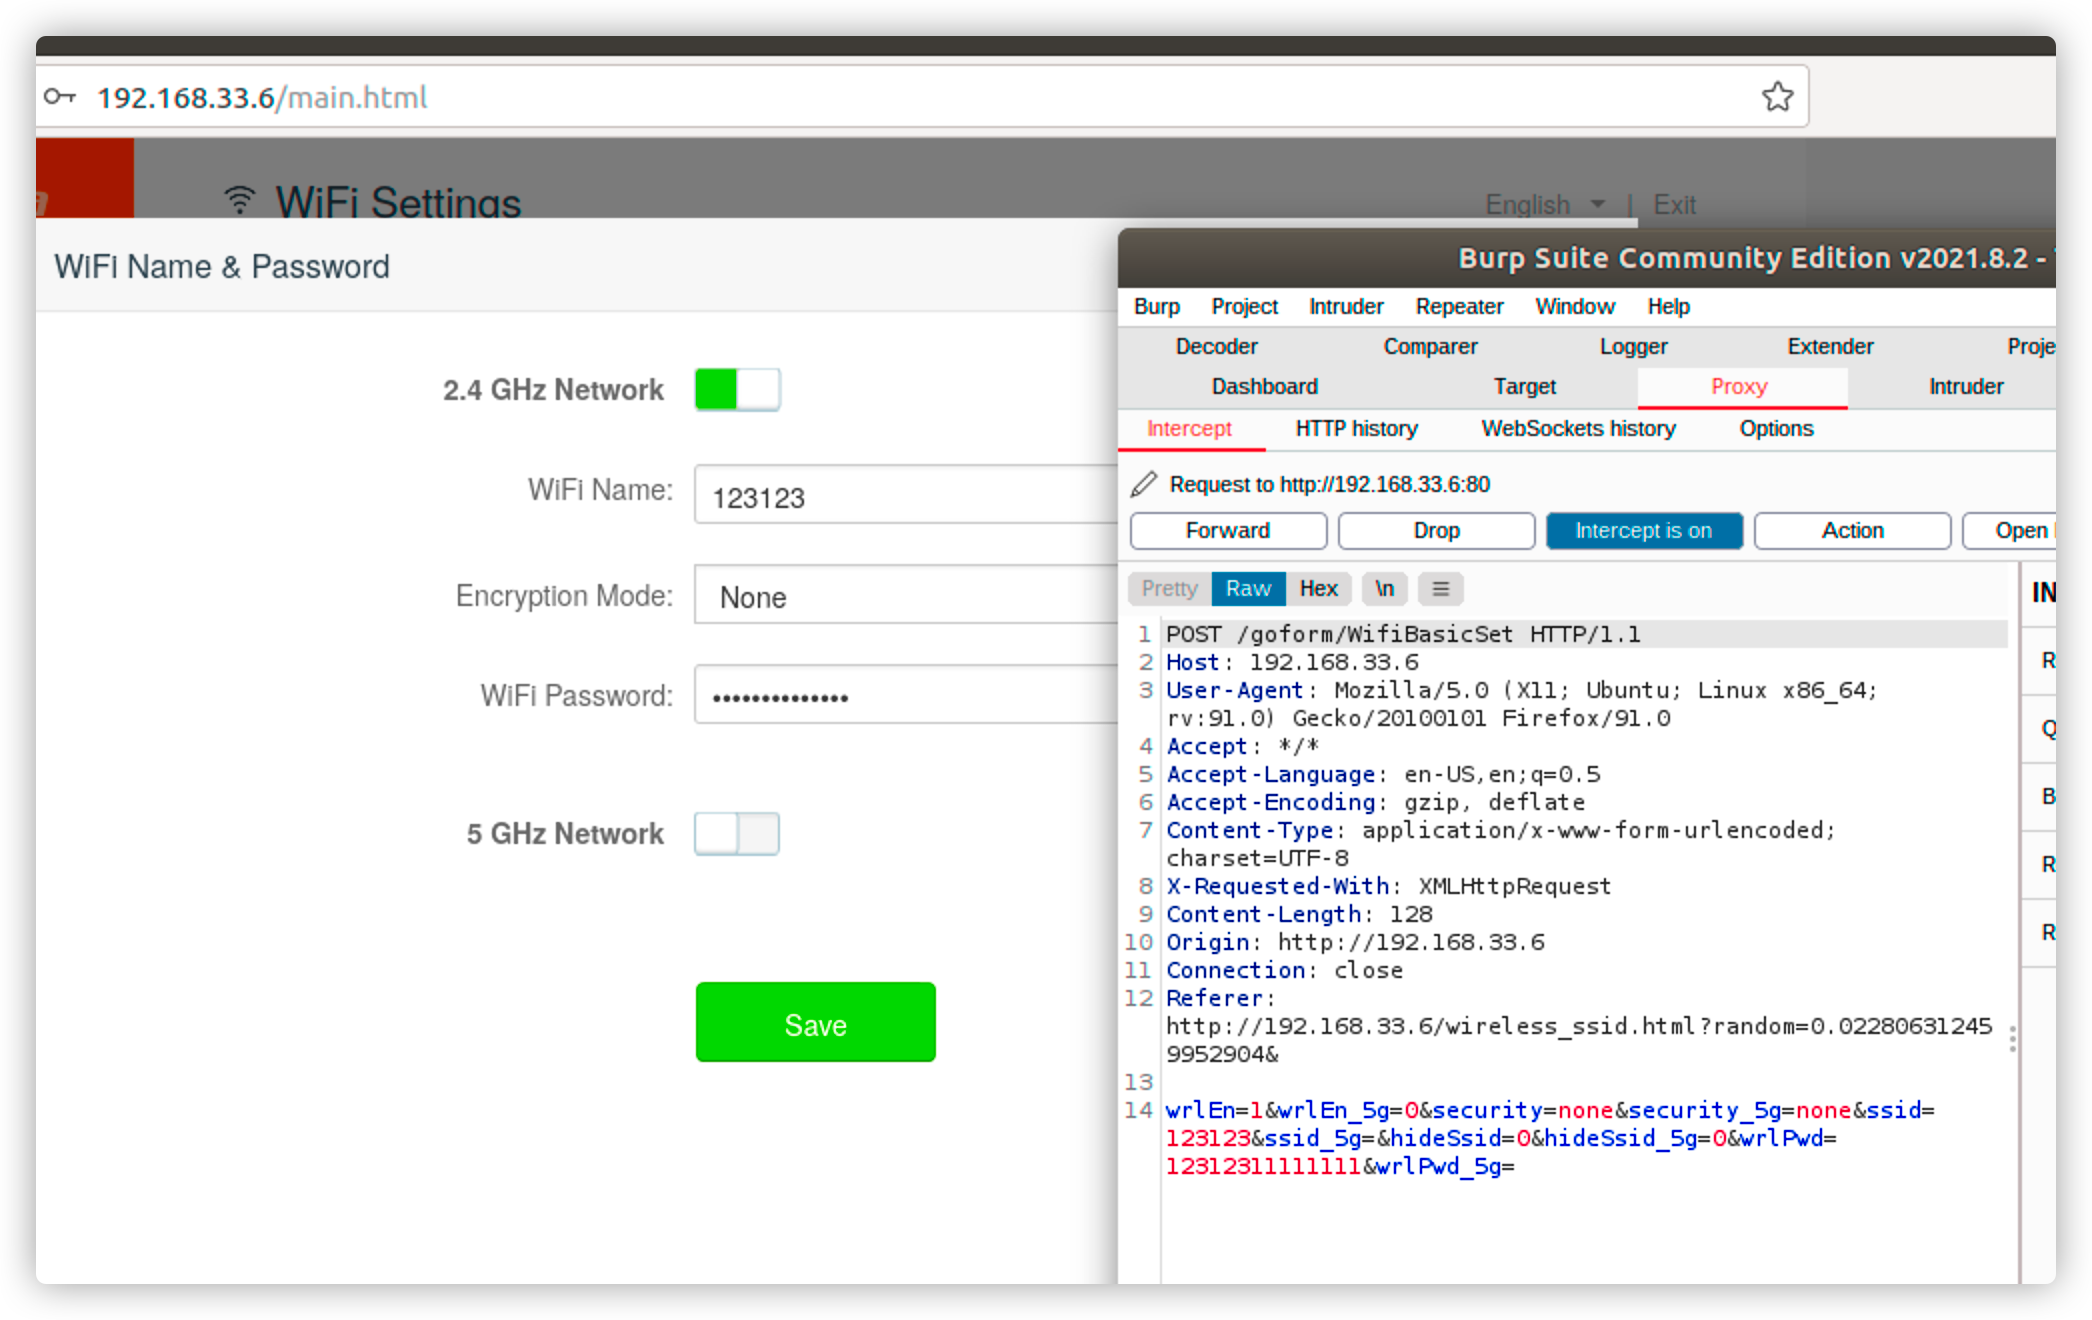 192.168.33.6/main.html
WiFi Settings
English | Exit
WiFi Name & Password
2.4 GHz Network
WiFi Name: 123123
Encryption Mode: None
WiFi Password: ••••••••••••••
5 GHz Network
Save
Burp Suite Community Edition v2021.8.2 -
Burp Project Intruder Repeater Window Help
Decoder Comparer Logger Extender Proje
Dashboard Target Proxy Intruder
Intercept HTTP history WebSockets history Options
Request to http://192.168.33.6:80
Forward Drop Intercept is on Action Open
Pretty Raw Hex \n ≡
IN
R
Q
B
R
R
1 POST /goform/WifiBasicSet HTTP/1.1
2 Host: 192.168.33.6
3 User-Agent: Mozilla/5.0 (X11; Ubuntu; Linux x86_64;
rv:91.0) Gecko/20100101 Firefox/91.0
4 Accept: */*
5 Accept-Language: en-US,en;q=0.5
6 Accept-Encoding: gzip, deflate
7 Content-Type: application/x-www-form-urlencoded;
charset=UTF-8
8 X-Requested-With: XMLHttpRequest
9 Content-Length: 128
10 Origin: http://192.168.33.6
11 Connection: close
12 Referer:
http://192.168.33.6/wireless_ssid.html?random=0.02280631245
9952904&
13
14 wrlEn=1&wrlEn_5g=0&security=none&security_5g=none&ssid=
123123&ssid_5g=&hideSsid=0&hideSsid_5g=0&wrlPwd=
12312311111111&wrlPwd_5g=